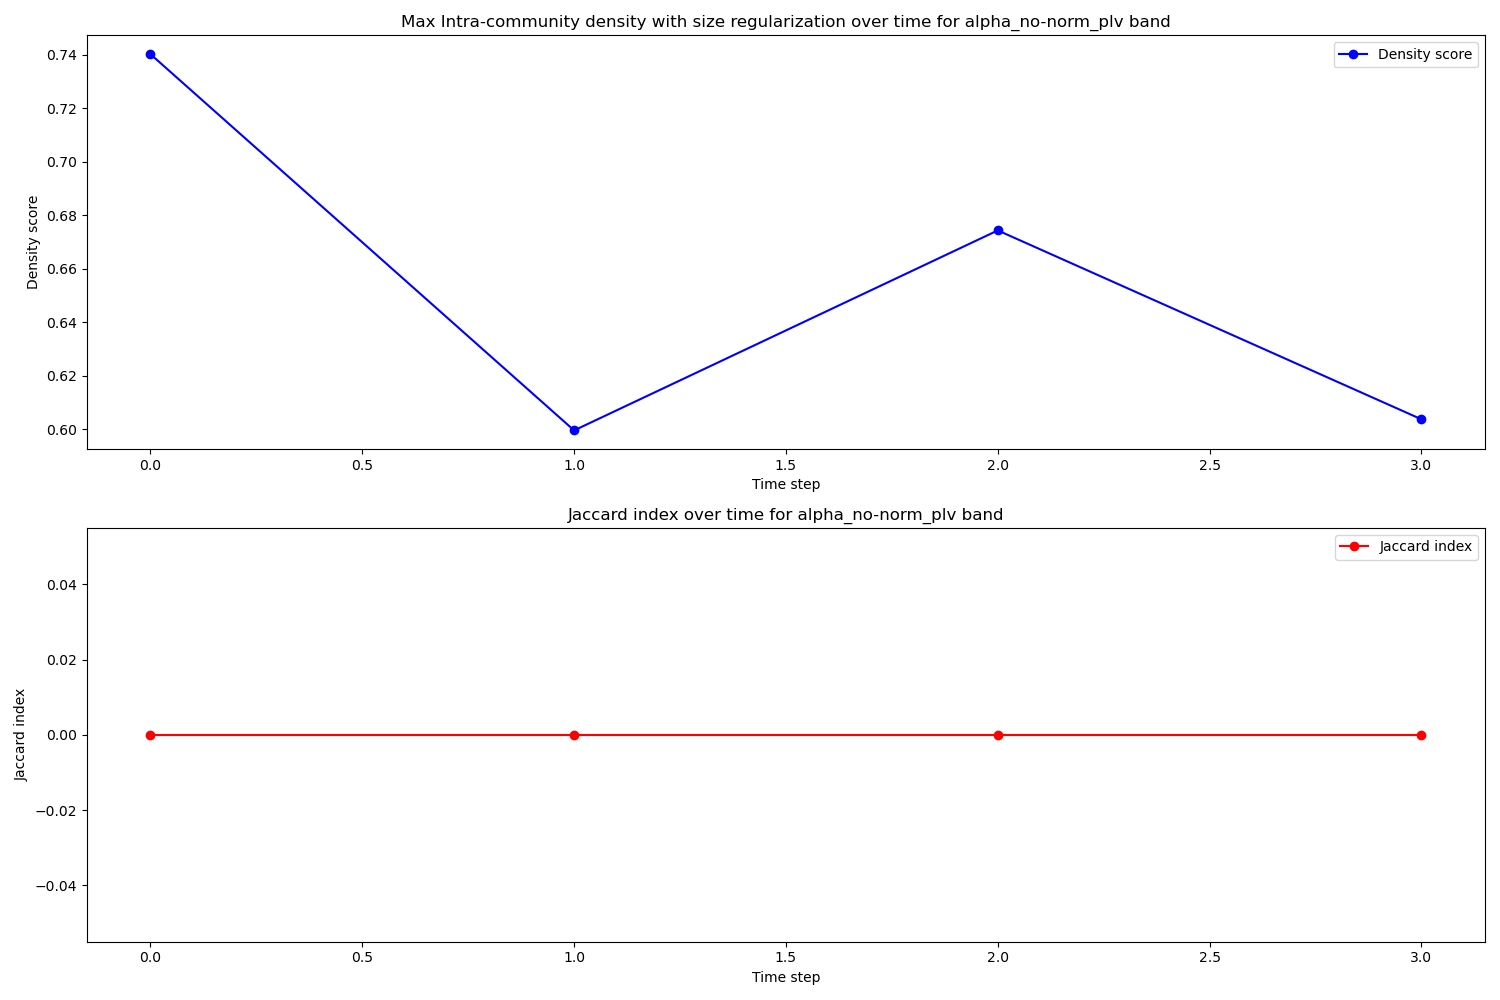 Max Intra-community density with size regularization over time for alpha_no-norm_plv band
Density score
0.74
0.72
0.70
0.68
0.66
0.64
0.62
0.60
Density score
0.0 0.5 1.0 1.5 2.0 2.5 3.0
Time step
Jaccard index over time for alpha_no-norm_plv band
Jaccard index
0.04
0.02
0.00
−0.02
−0.04
Jaccard index
0.0 0.5 1.0 1.5 2.0 2.5 3.0
Time step